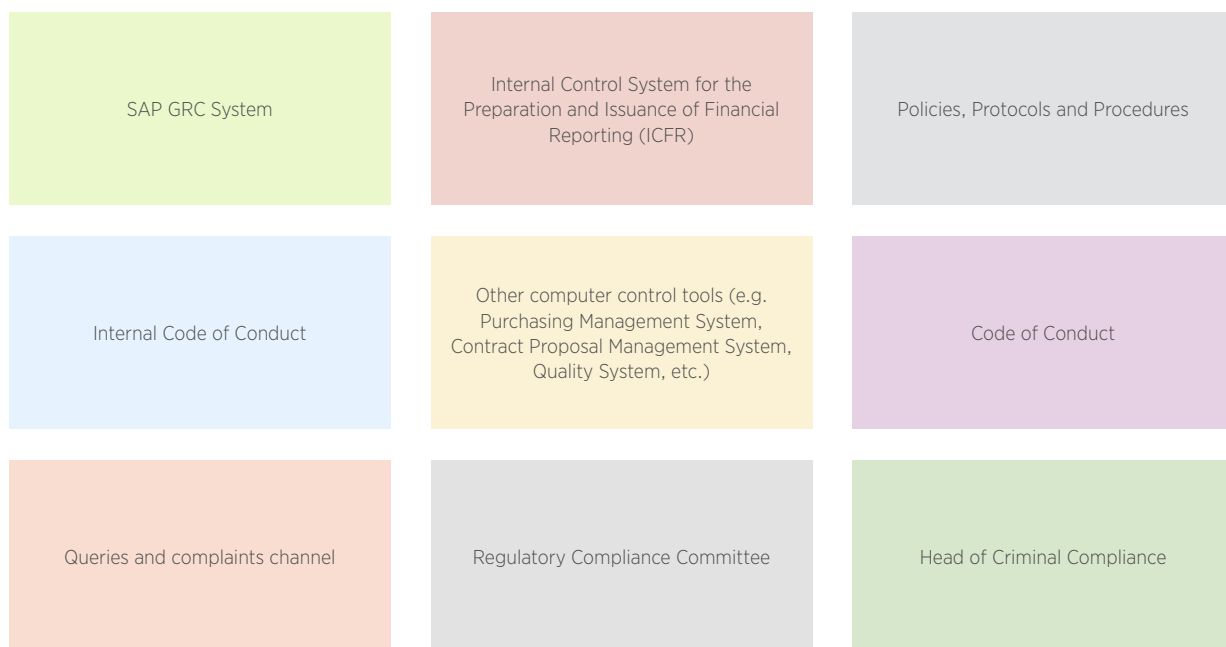 SAP GRC System
Internal Control System for the
Preparation and Issuance of Financial
Reporting (ICFR)
Policies, Protocols and Procedures
Internal Code of Conduct
Other computer control tools (e.g.
Purchasing Management System,
Contract Proposal Management System,
Quality System, etc.)
Code of Conduct
Queries and complaints channel
Regulatory Compliance Committee
Head of Criminal Compliance